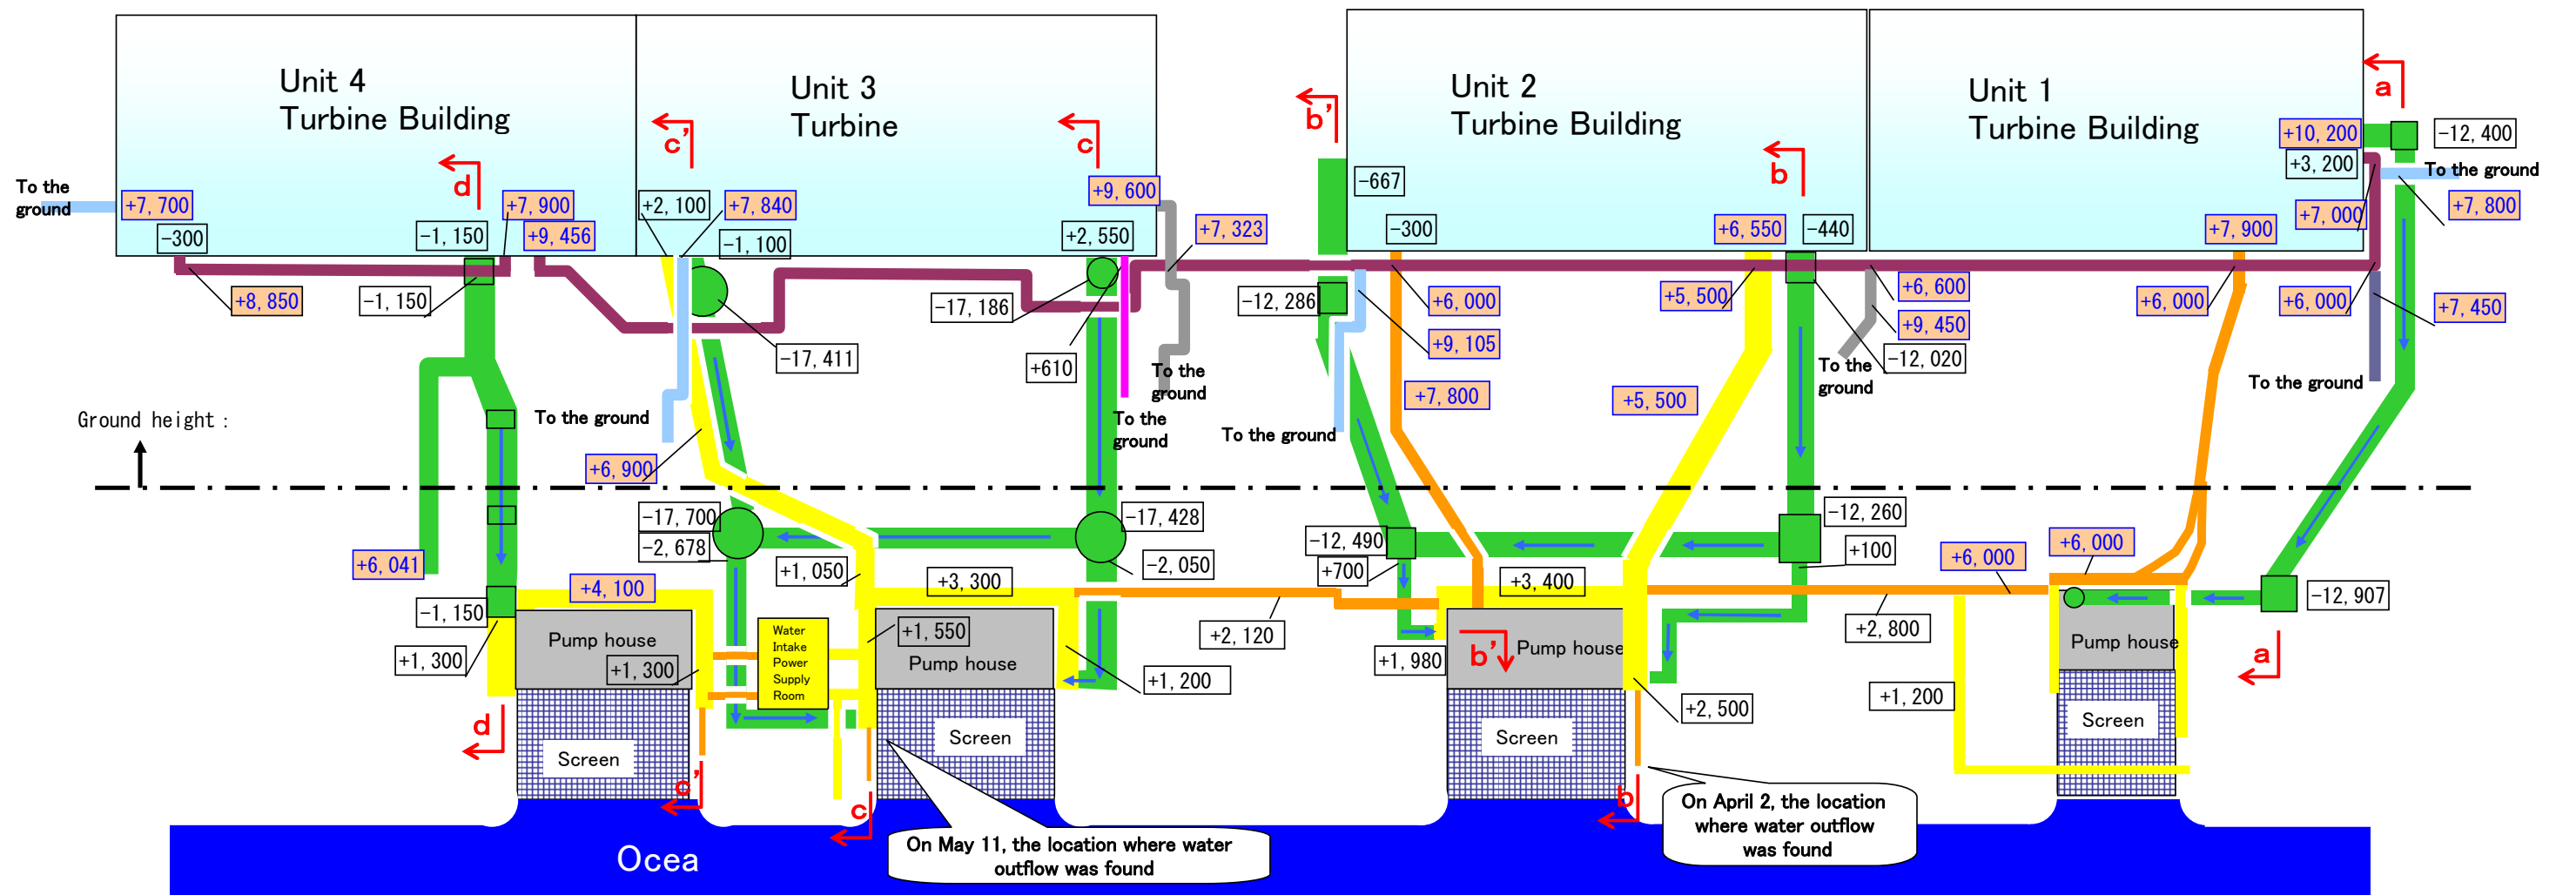 Unit 4
Turbine Building
Unit 3
Turbine
Unit 2
Turbine Building
Unit 1
Turbine Building
a
b'
c'
c
d
b
+10, 200
-12, 400
+3, 200
To the ground
To the
ground
+7, 700
-300
-1, 150
+7, 900
+9, 456
+2, 100
+7, 840
-1, 100
+9, 600
+2, 550
+7, 323
-667
-300
+6, 550
-440
+7, 900
+7, 000
+7, 800
+8, 850
-1, 150
-17, 411
-17, 186
+610
-12, 286
+6, 000
+9, 105
+5, 500
+6, 600
+9, 450
-12, 020
+6, 000
+6, 000
+7, 450
To the
ground
To the
ground
To the ground
To the ground
To the
ground
To the ground
+7, 800
+5, 500
Ground height :
+6, 900
-17, 700
-2, 678
-17, 428
-2, 050
-12, 490
+700
-12, 260
+100
+6, 000
+6, 000
+6, 041
+4, 100
+1, 050
+3, 300
+3, 400
-12, 907
-1, 150
+1, 300
Pump house
+1, 300
Water
Intake
Power
Supply
Room
+1, 550
Pump house
+1, 200
+2, 120
+1, 980
b'
Pump house
+2, 800
+2, 500
+1, 200
Pump house
a
d
Screen
c'
c
Screen
Screen
b
Screen
On May 11, the location where water
outflow was found
On April 2, the location
where water outflow
was found
Ocea